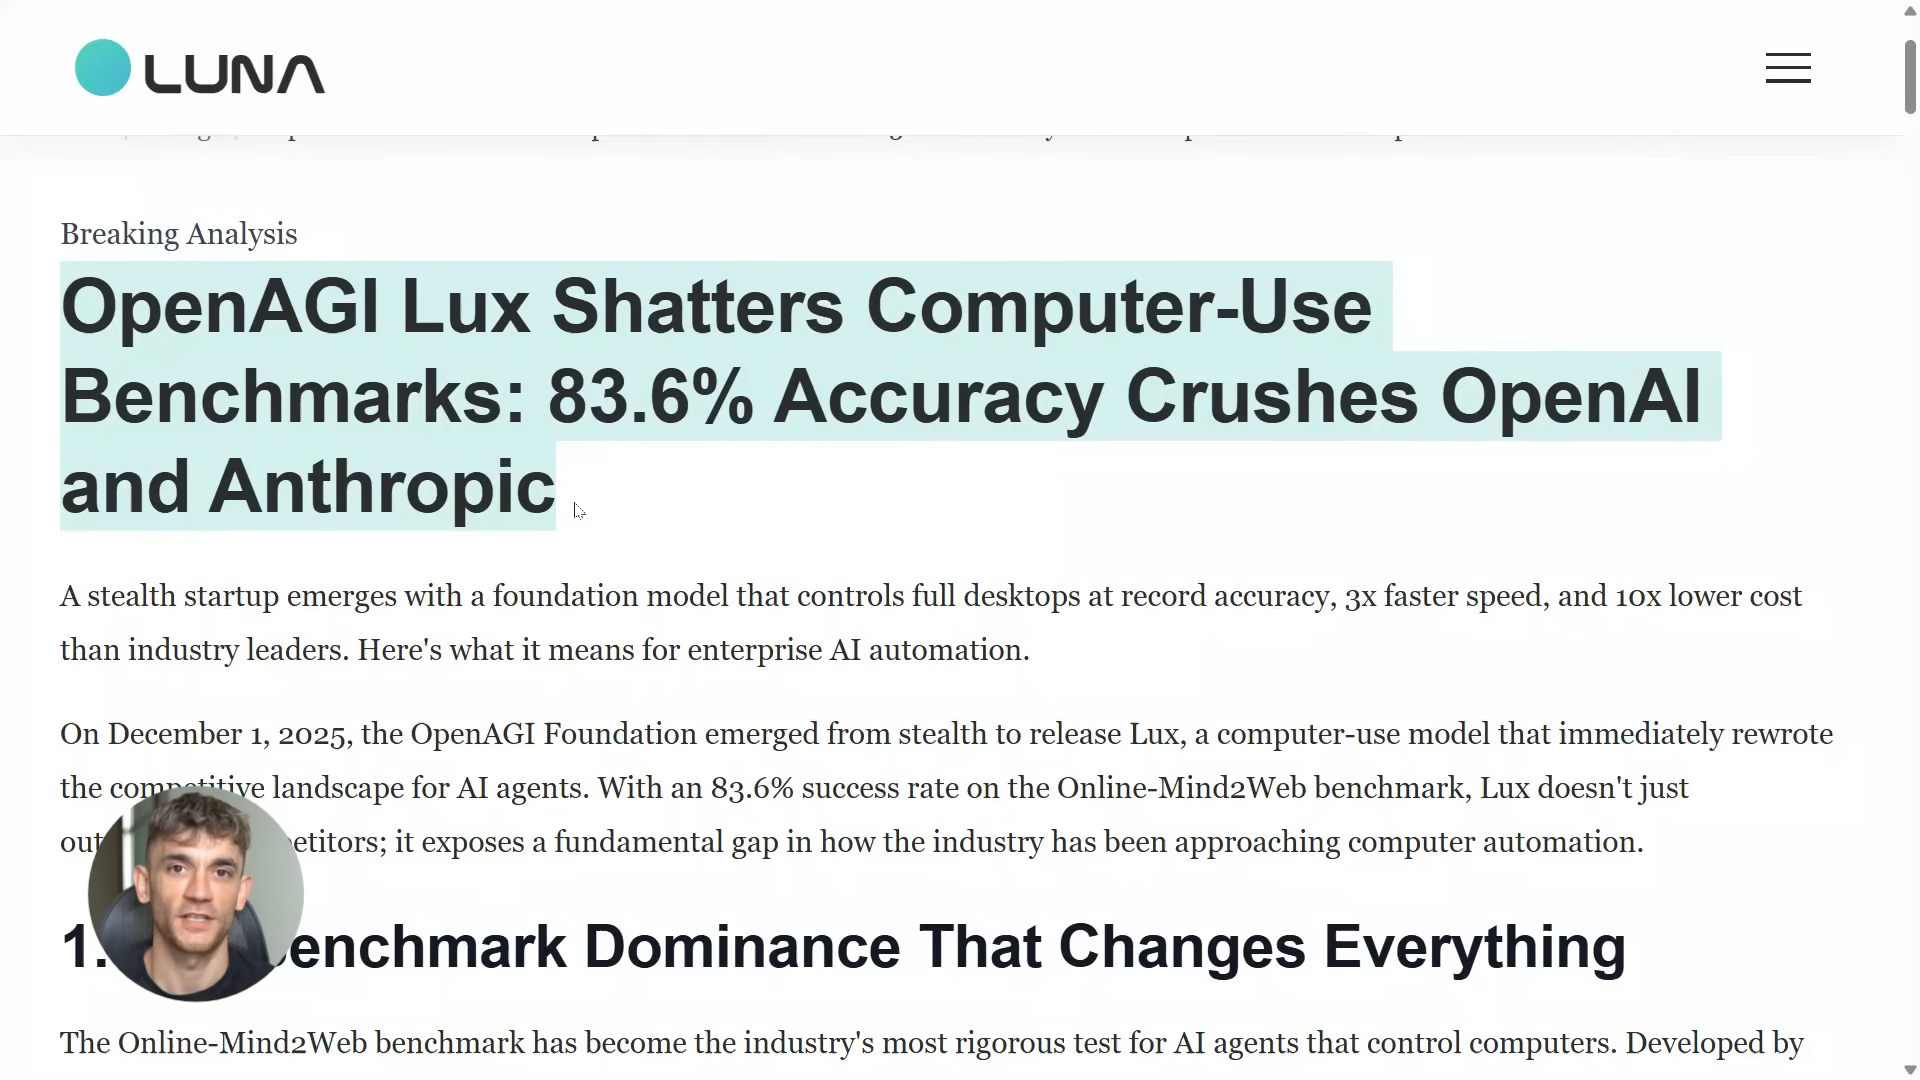 LUNA
Breaking Analysis
OpenAGI Lux Shatters Computer-Use
Benchmarks: 83.6% Accuracy Crushes OpenAI
and Anthropic
A stealth startup emerges with a foundation model that controls full desktops at record accuracy, 3x faster speed, and 10x lower cost
than industry leaders. Here's what it means for enterprise AI automation.
On December 1, 2025, the OpenAGI Foundation emerged from stealth to release Lux, a computer-use model that immediately rewrote
the competitive landscape for AI agents. With an 83.6% success rate on the Online-Mind2Web benchmark, Lux doesn't just
it exposes a fundamental gap in how the industry has been approaching computer automation.
1. Dominance That Changes Everything
The Online-Mind2Web benchmark has become the industry's most rigorous test for AI agents that control computers. Developed by